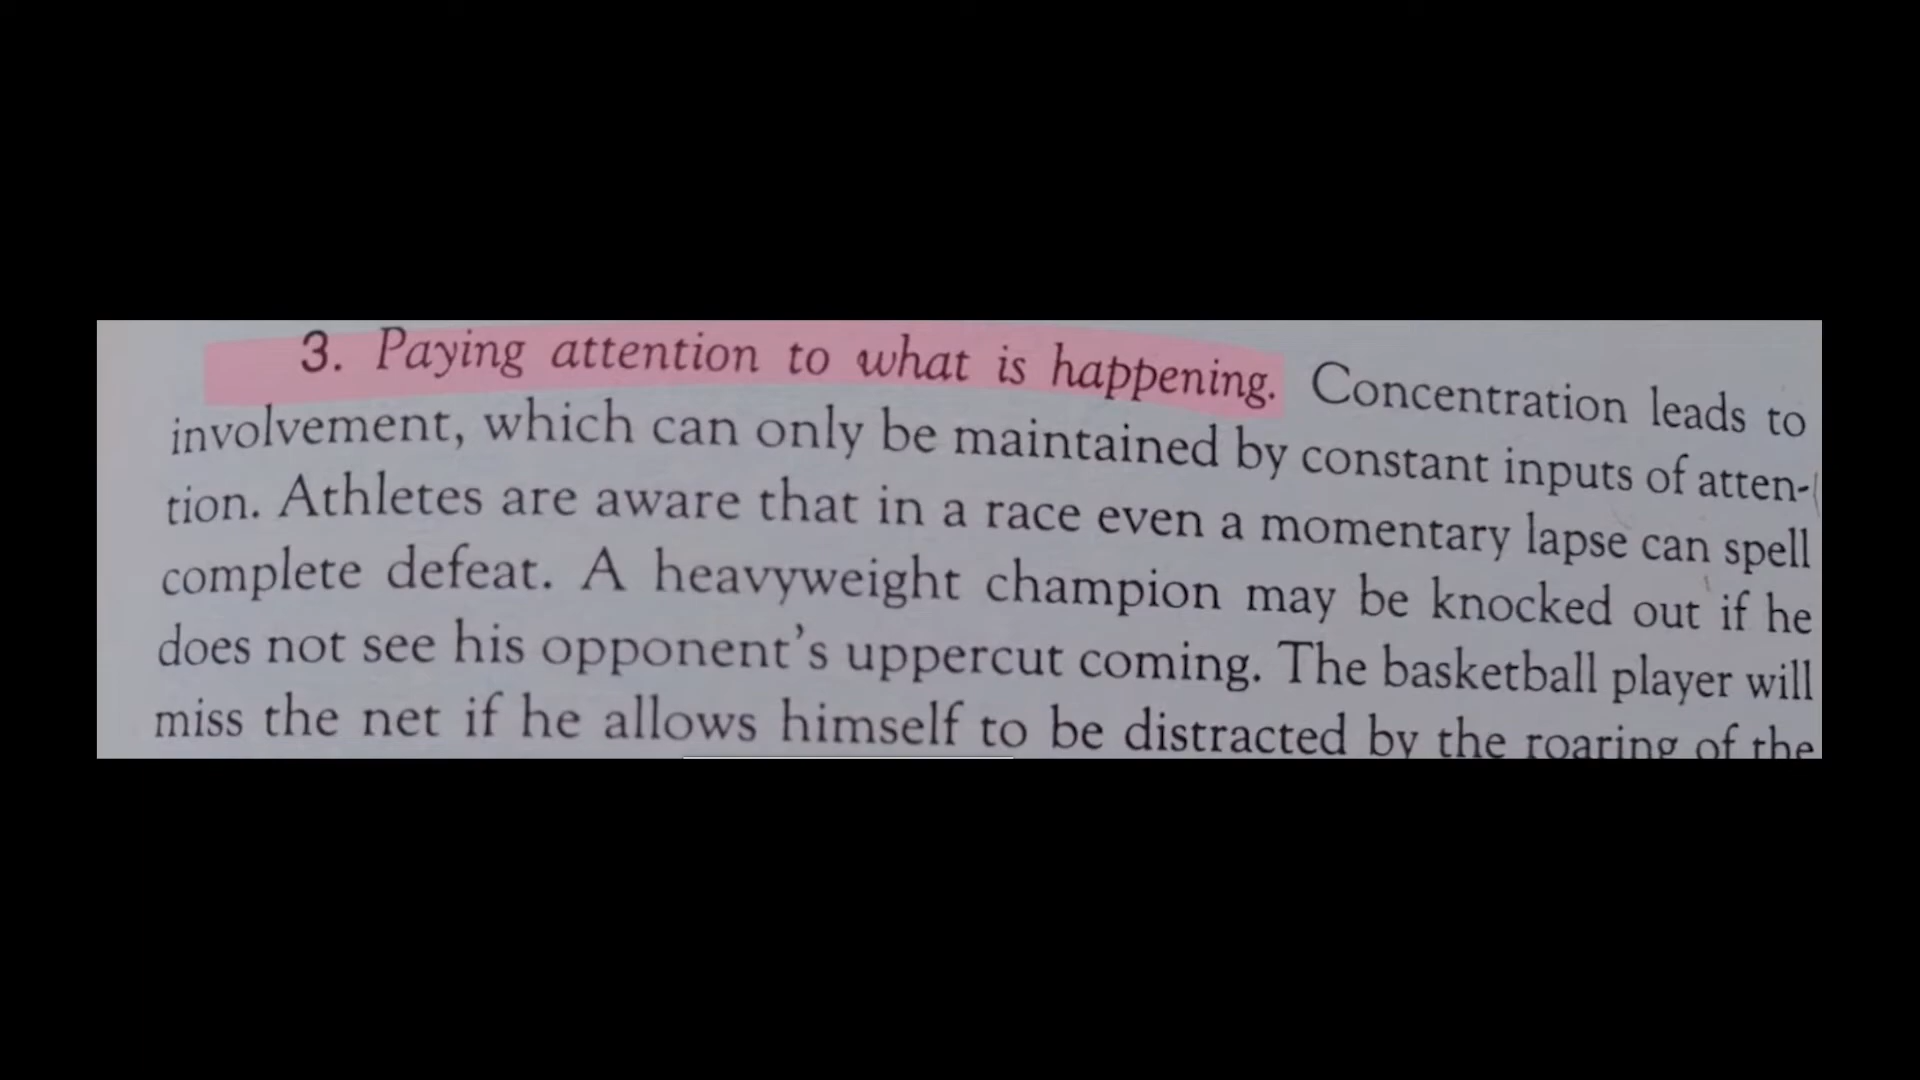 3. Paying attention to what is happening. Concentration leads to
involvement, which can only be maintained by constant inputs of atten-
tion. Athletes are aware that in a race even a momentary lapse can spell
complete defeat. A heavyweight champion may be knocked out if he
does not see his opponent's uppercut coming. The basketball player will
miss the net if he allows himself to be distracted by the roaring of the